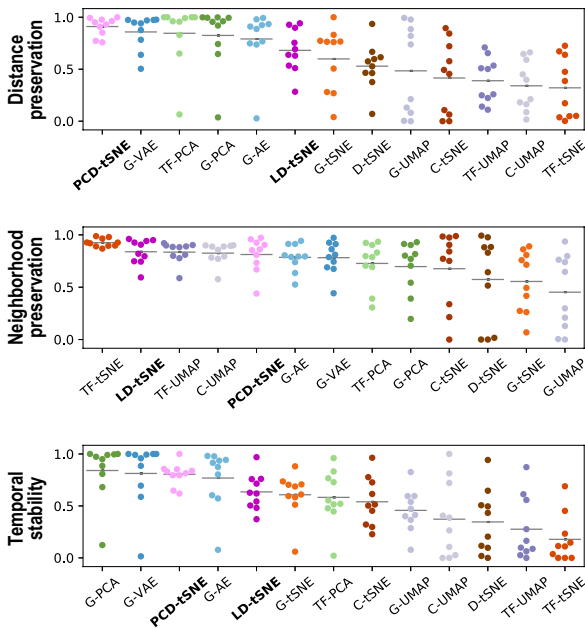 Distance
preservation
1.0
0.5
0.0
PCD-tSNE
G-VAE
TF-PCA
G-PCA
G-AE
LD-tSNE
G-tSNE
D-tSNE
G-UMAP
C-tSNE
TF-UMAP
C-UMAP
TF-tSNE
Neighborhood
preservation
1.0
0.5
0.0
TF-tSNE
LD-tSNE
TF-UMAP
C-UMAP
PCD-tSNE
G-AE
G-VAE
TF-PCA
G-PCA
C-tSNE
D-tSNE
G-tSNE
G-UMAP
Temporal
stability
1.0
0.5
0.0
G-PCA
G-VAE
PCD-tSNE
G-AE
LD-tSNE
G-tSNE
TF-PCA
C-tSNE
G-UMAP
C-UMAP
D-tSNE
TF-UMAP
TF-tSNE